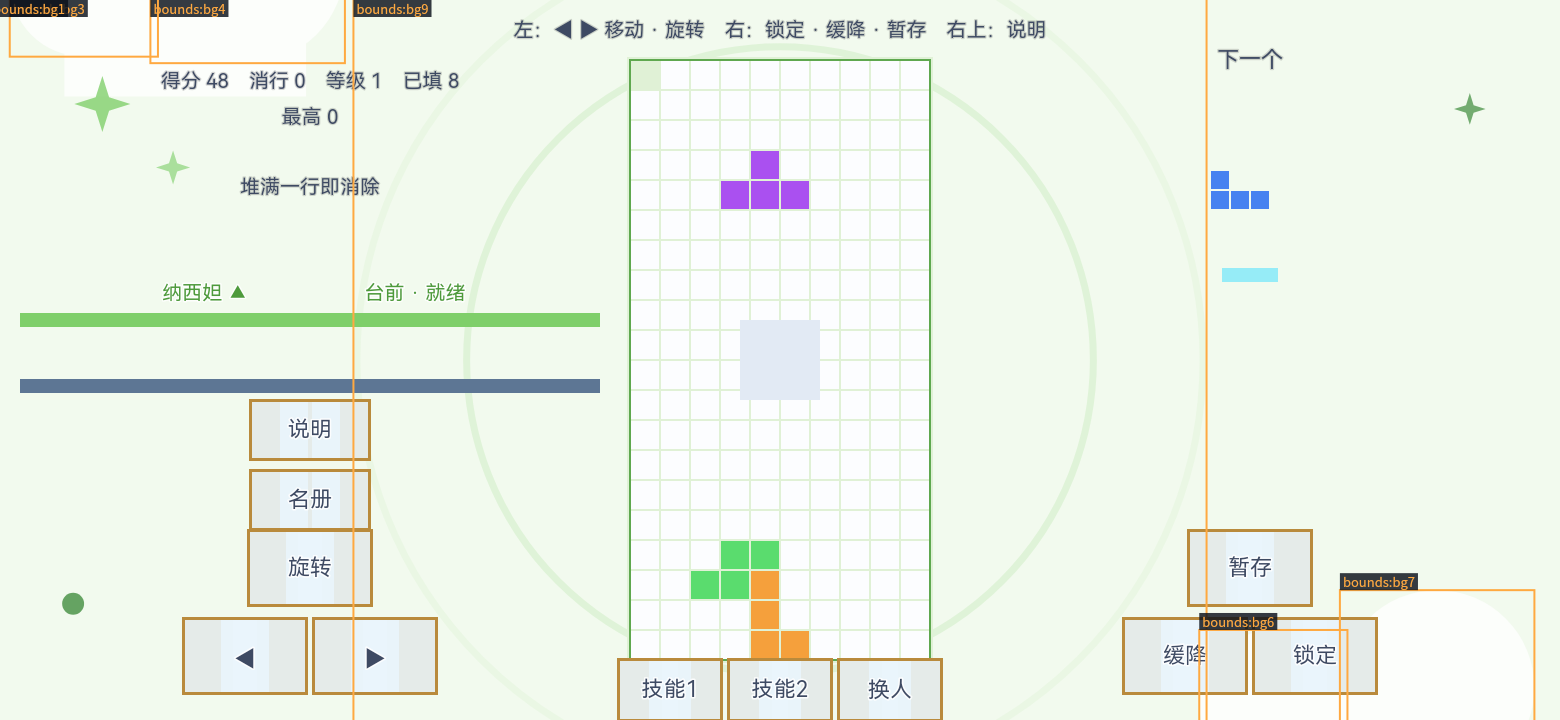 bounds:bg1
g3
bounds:bg4
bounds:bg9
左: ◀ ▶ 移动 · 旋转 右: 锁定 · 缓降 · 暂存 右上: 说明
得分 48 消行 0 等级 1 已填 8
最高 0
堆满一行即消除
下一个
纳西妲 ▲
台前 · 就绪
说明
名册
旋转
◀
▶
技能1
技能2
换人
暂存
缓降
锁定
bounds:bg7
bounds:bg6